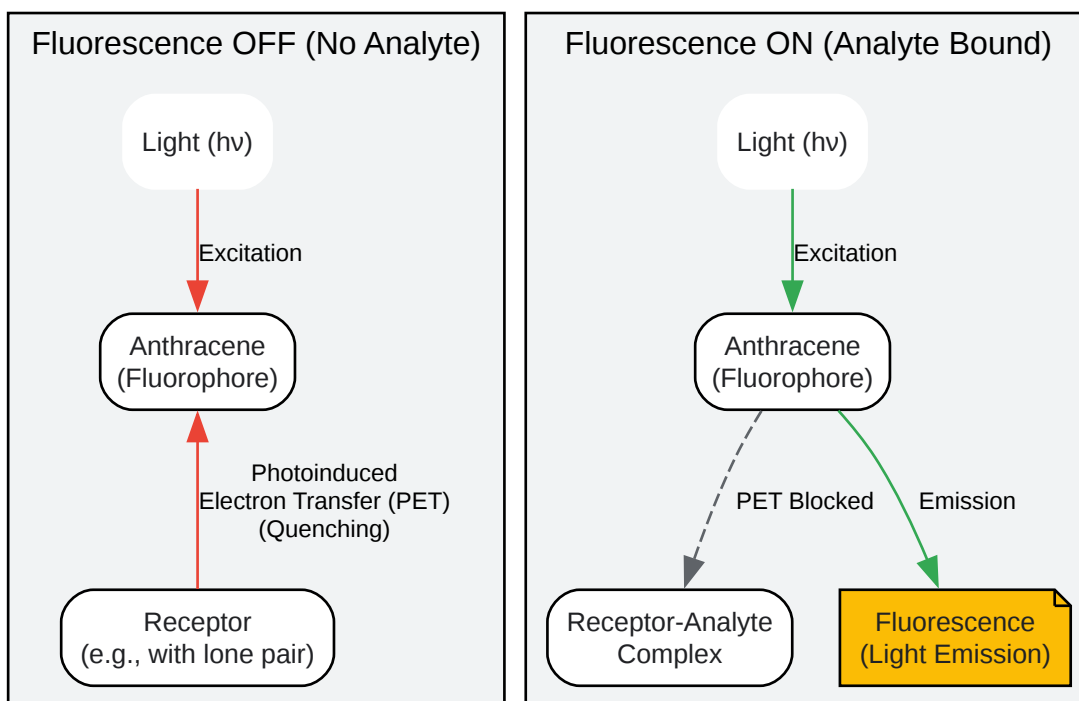 Fluorescence OFF (No Analyte)
Light (hν)
Excitation
Anthracene
(Fluorophore)
Photoinduced
Electron Transfer (PET)
(Quenching)
Receptor
(e.g., with lone pair)
Fluorescence ON (Analyte Bound)
Light (hν)
Excitation
Anthracene
(Fluorophore)
PET Blocked
Emission
Receptor-Analyte
Complex
Fluorescence
(Light Emission)